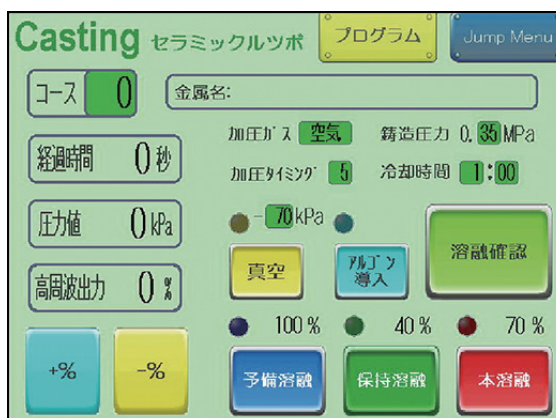 Casting セラミックルツボ
プログラム
Jump Menu
コース 0
金属名:
加圧ガス 空気
鋳造圧力 0.35MPa
経過時間 0秒
加圧タイミング 5
冷却時間 1:00
圧力値 0kPa
-70kPa
真空
アルゴン
導入
溶融確認
高周波出力 0%
100%
40%
70%
+%
-%
予備溶融
保持溶融
本溶融